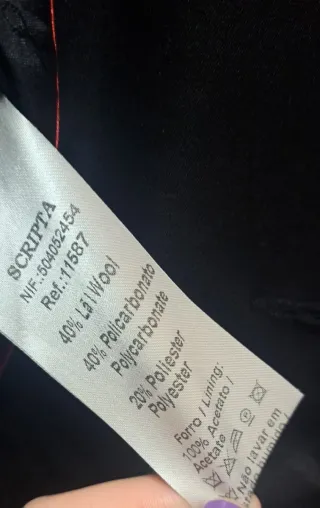 SCRIPTA
NIF.:504052454
Ref.:11587
40% Lã / Wool
40% Policarbonato
Polycarbonate
20% Poliester
Polyester
Forro / Lining:
100% Acetato /
Acetate
Não lavar em